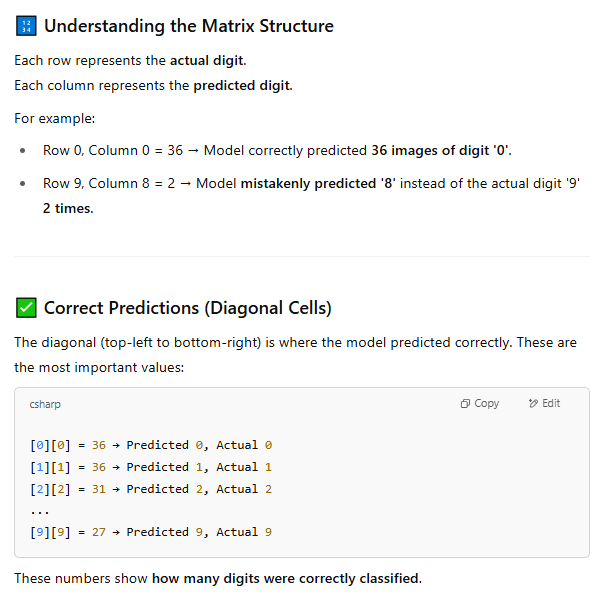 Understanding the Matrix Structure
Each row represents the actual digit.
Each column represents the predicted digit.
For example:
• Row 0, Column 0 = 36 → Model correctly predicted 36 images of digit '0'.
• Row 9, Column 8 = 2 → Model mistakenly predicted '8' instead of the actual digit '9'
2 times.
Correct Predictions (Diagonal Cells)
The diagonal (top-left to bottom-right) is where the model predicted correctly. These are
the most important values:
csharp Copy Edit
[0][0] = 36 → Predicted 0, Actual 0
[1][1] = 36 → Predicted 1, Actual 1
[2][2] = 31 → Predicted 2, Actual 2
...
[9][9] = 27 → Predicted 9, Actual 9
These numbers show how many digits were correctly classified.